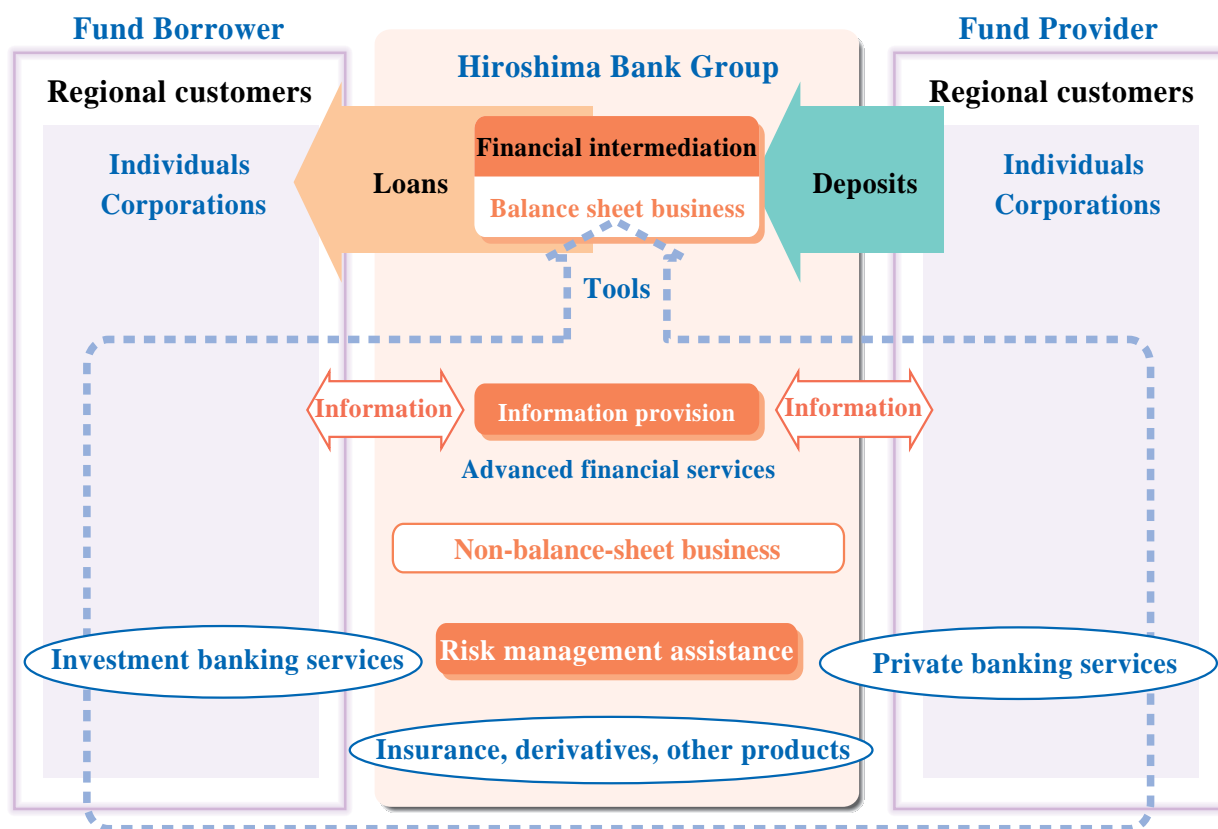 Fund Borrower
Fund Provider
Hiroshima Bank Group
Regional customers
Regional customers
Individuals
Corporations
Loans
Financial intermediation
Balance sheet business
Deposits
Individuals
Corporations
Tools
Information
Information provision
Information
Advanced financial services
Non-balance-sheet business
Investment banking services
Risk management assistance
Private banking services
Insurance, derivatives, other products